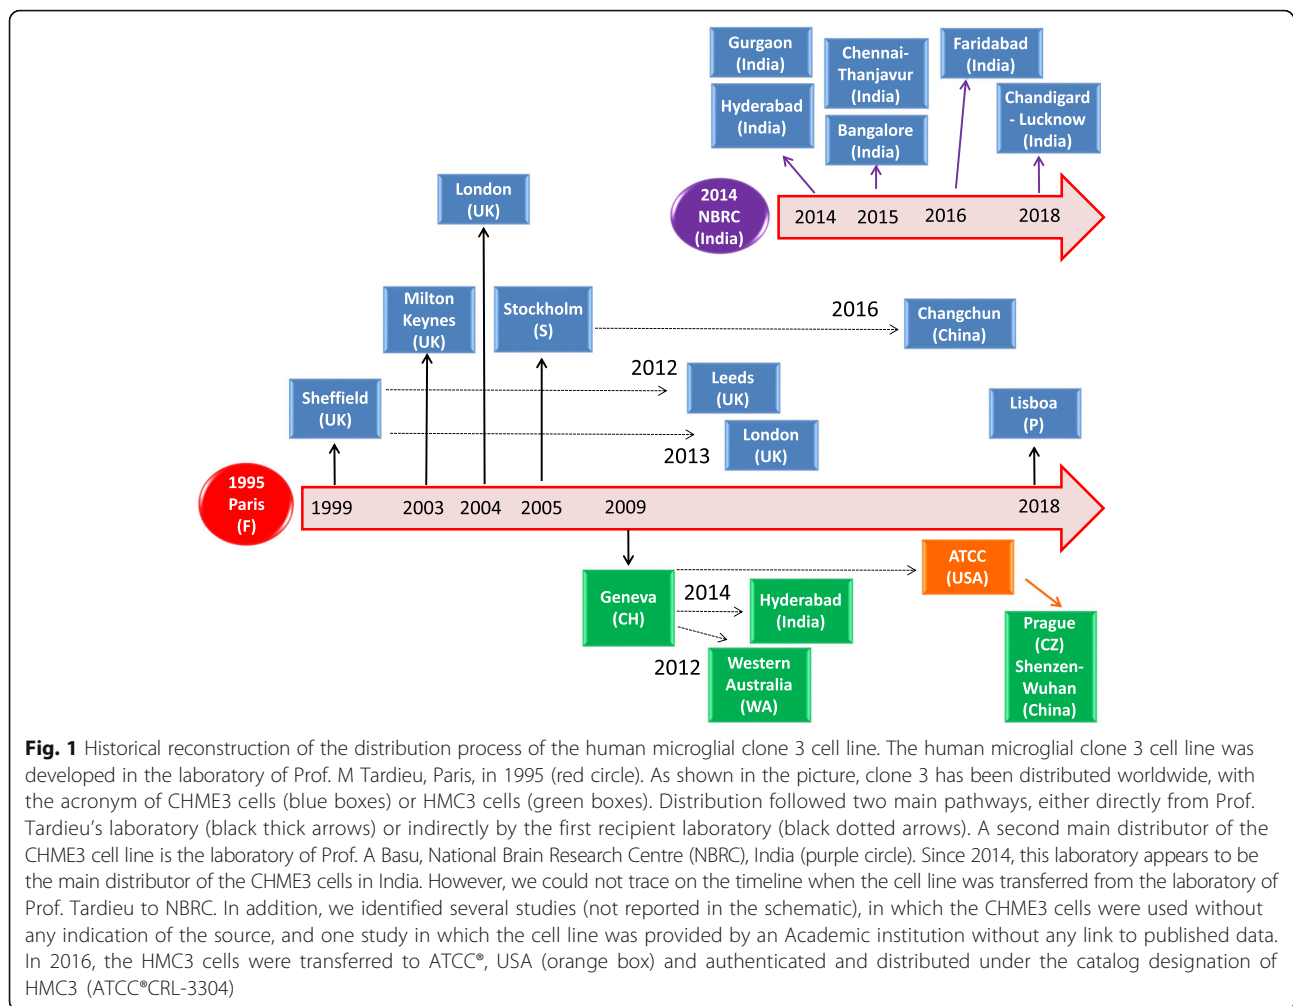 Gurgaon
(India)
Hyderabad
(India)
Chennai-
Thanjavur
(India)
Bangalore
(India)
Faridabad
(India)
Chandigard
- Lucknow
(India)
2014
NBRC
(India)
2014
2015
2016
2018
London
(UK)
Milton
Keynes
(UK)
Stockholm
(S)
2016
Changchun
(China)
Sheffield
(UK)
2012
Leeds
(UK)
2013
London
(UK)
Lisboa
(P)
1995
Paris
(F)
1999
2003
2004
2005
2009
2018
Geneva
(CH)
2014
Hyderabad
(India)
2012
Western
Australia
(WA)
ATCC
(USA)
Prague
(CZ)
Shenzen-
Wuhan
(China)
Fig. 1 Historical reconstruction of the distribution process of the human microglial clone 3 cell line. The human microglial clone 3 cell line was
developed in the laboratory of Prof. M Tardieu, Paris, in 1995 (red circle). As shown in the picture, clone 3 has been distributed worldwide, with
the acronym of CHME3 cells (blue boxes) or HMC3 cells (green boxes). Distribution followed two main pathways, either directly from Prof.
Tardieu's laboratory (black thick arrows) or indirectly by the first recipient laboratory (black dotted arrows). A second main distributor of the
CHME3 cell line is the laboratory of Prof. A Basu, National Brain Research Centre (NBRC), India (purple circle). Since 2014, this laboratory appears to be
the main distributor of the CHME3 cells in India. However, we could not trace on the timeline when the cell line was transferred from the laboratory of
Prof. Tardieu to NBRC. In addition, we identified several studies (not reported in the schematic), in which the CHME3 cells were used without
any indication of the source, and one study in which the cell line was provided by an Academic institution without any link to published data.
In 2016, the HMC3 cells were transferred to ATCC®, USA (orange box) and authenticated and distributed under the catalog designation of
HMC3 (ATCC®CRL-3304)